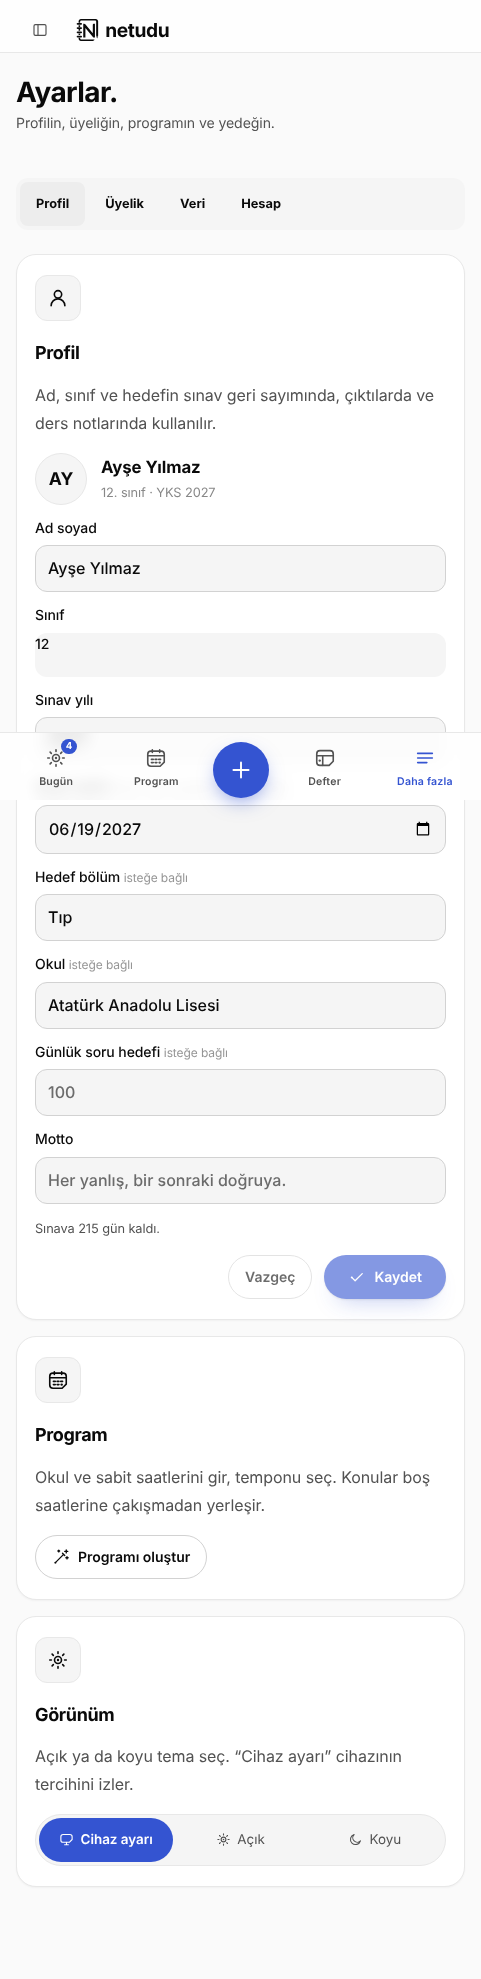 netudu
Ayarlar.
Profilin, üyeliğin, programın ve yedeğin.
Profil
Üyelik
Veri
Hesap
Profil
Ad, sınıf ve hedefin sınav geri sayımında, çıktılarda ve
ders notlarında kullanılır.
AY
Ayşe Yılmaz
12. sınıf · YKS 2027
Ad soyad
Ayşe Yılmaz
Sınıf
12
Sınav yılı
4
Bugün
Program
Defter
Daha fazla
06/19/2027
Hedef bölüm isteğe bağlı
Tıp
Okul isteğe bağlı
Atatürk Anadolu Lisesi
Günlük soru hedefi isteğe bağlı
100
Motto
Her yanlış, bir sonraki doğruya.
Sınava 215 gün kaldı.
Vazgeç
Kaydet
Program
Okul ve sabit saatlerini gir, temponu seç. Konular boş
saatlerine çakışmadan yerleşir.
Programı oluştur
Görünüm
Açık ya da koyu tema seç. “Cihaz ayarı” cihazının
tercihini izler.
Cihaz ayarı
Açık
Koyu